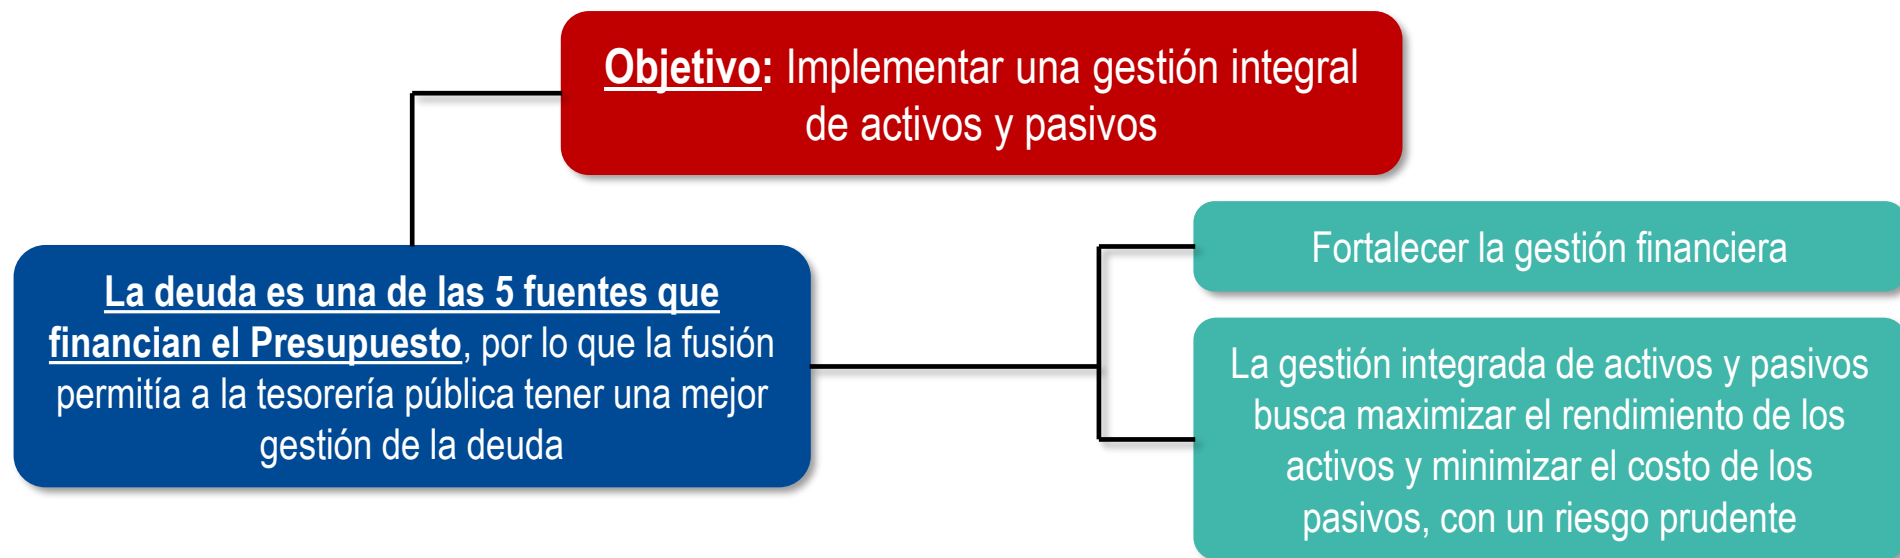 Objetivo: Implementar una gestión integral
de activos y pasivos
La deuda es una de las 5 fuentes que
financian el Presupuesto, por lo que la fusión
permitía a la tesorería pública tener una mejor
gestión de la deuda
Fortalecer la gestión financiera
La gestión integrada de activos y pasivos
busca maximizar el rendimiento de los
activos y minimizar el costo de los
pasivos, con un riesgo prudente